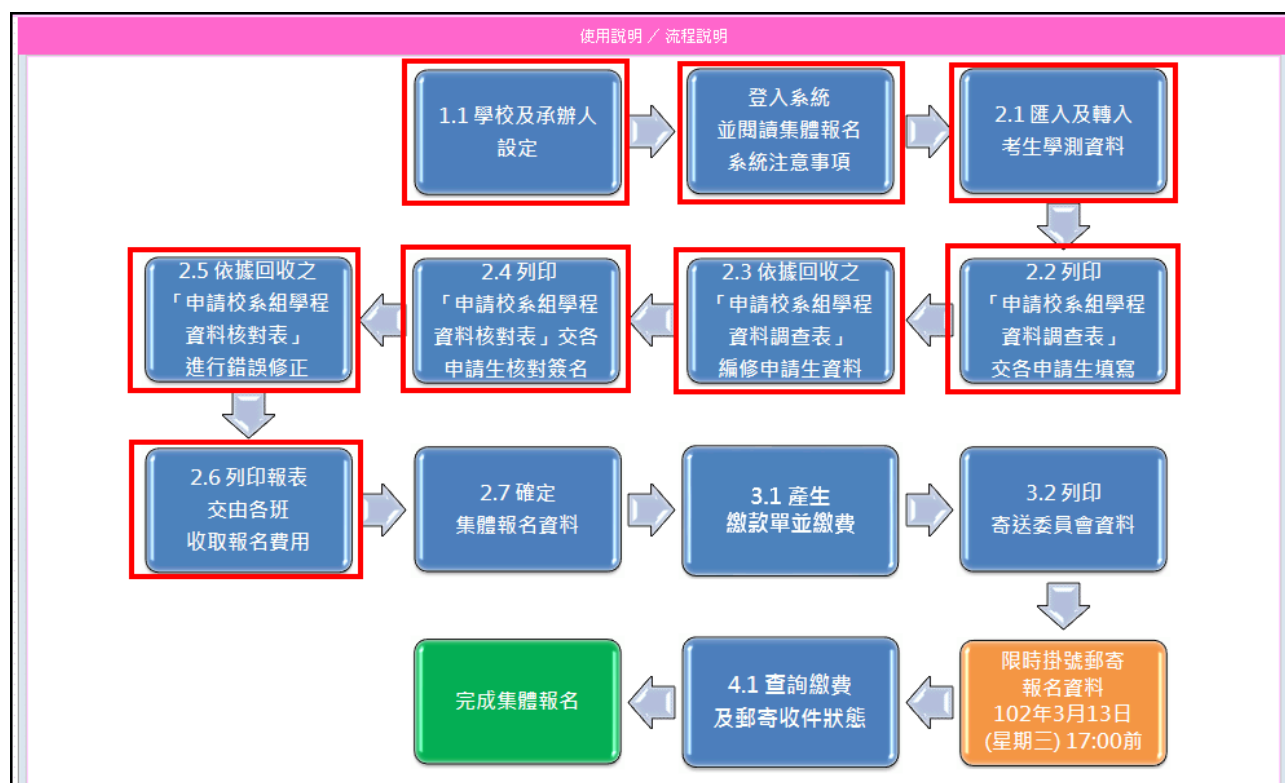 使用說明／流程說明
1.1 學校及承辦人
設定
登入系統
並閱讀集體報名
系統注意事項
2.1 匯入及轉入
考生學測資料
2.2 列印
「申請校系組學程
資料調查表」
交各申請生填寫
2.3 依據回收之
「申請校系組學程
資料調查表」
編修申請生資料
2.4 列印
「申請校系組學程
資料核對表」交各
申請生核對簽名
2.5 依據回收之
「申請校系組學程
資料核對表」
進行錯誤修正
2.6 列印報表
交由各班
收取報名費用
2.7 確定
集體報名資料
3.1 產生
繳款單並繳費
3.2 列印
寄送委員會資料
限時掛號郵寄
報名資料
102年3月13日
(星期三) 17:00前
4.1 查詢繳費
及郵寄收件狀態
完成集體報名